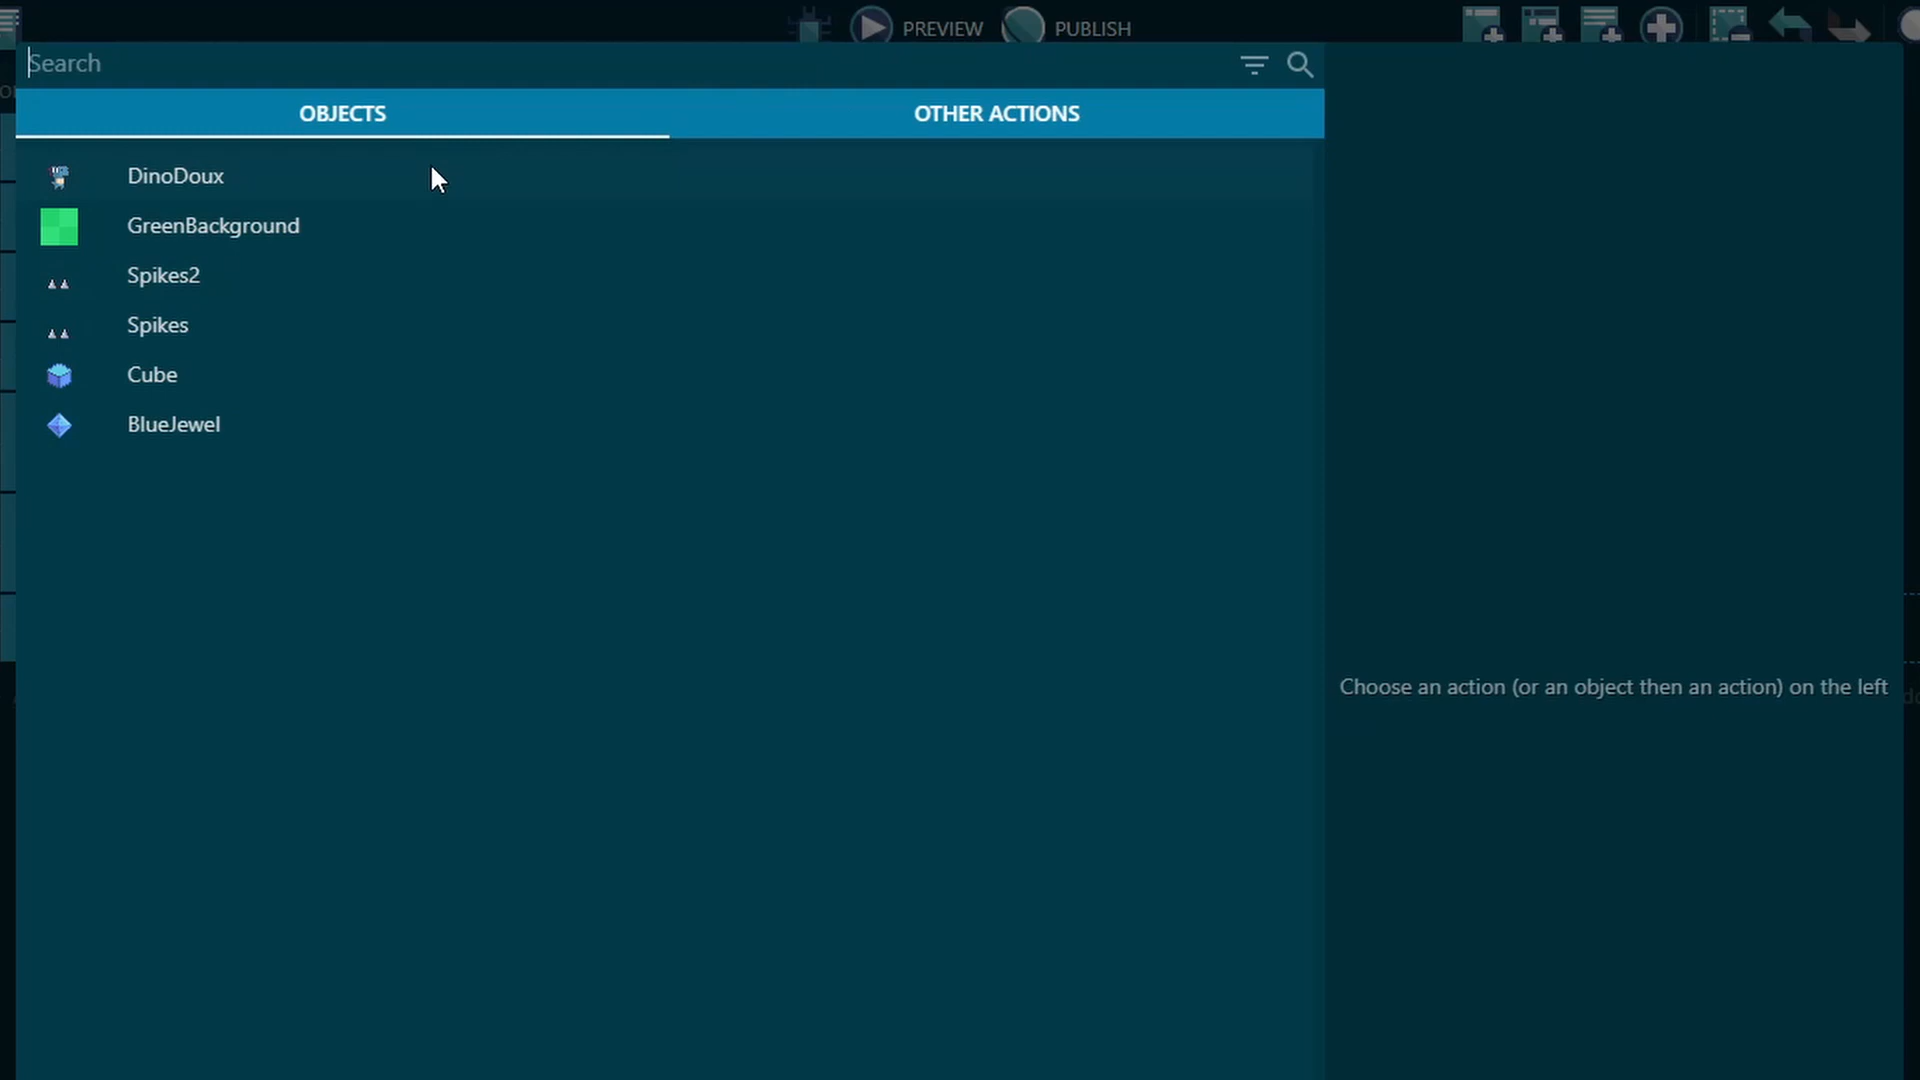 PREVIEW
PUBLISH
Search
OBJECTS
OTHER ACTIONS
DinoDoux
GreenBackground
Spikes2
Spikes
Cube
BlueJewel
Choose an action (or an object then an action) on the left